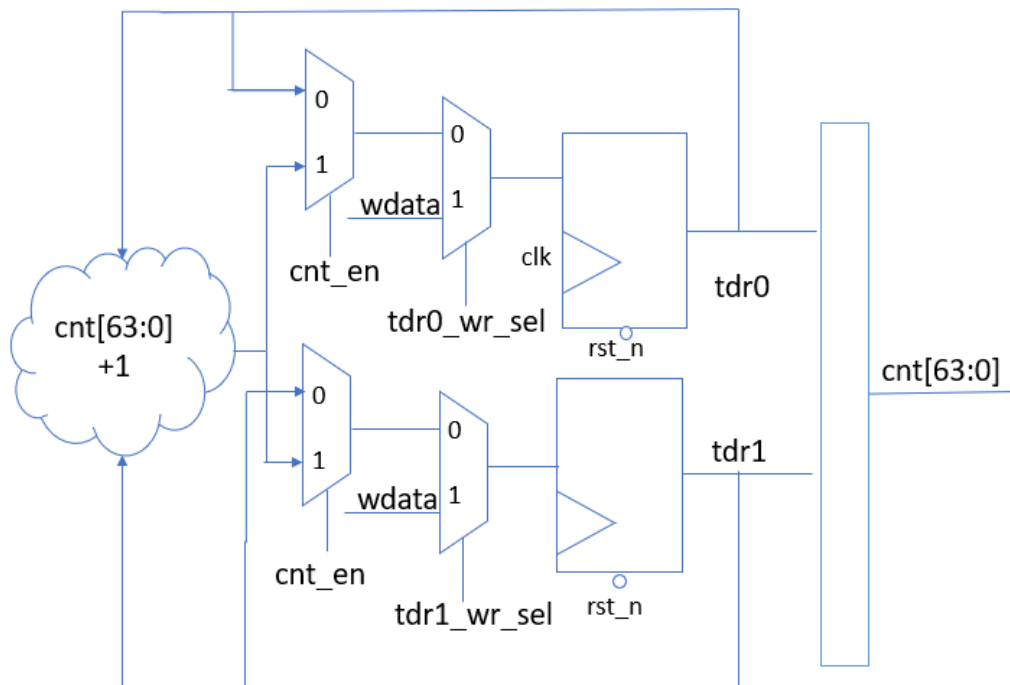 0
1
wdata
cnt_en
0
1
tdr0_wr_sel
clk
rst_n
tdr0
cnt[63:0]
+1
0
1
wdata
cnt_en
0
1
tdr1_wr_sel
rst_n
tdr1
cnt[63:0]